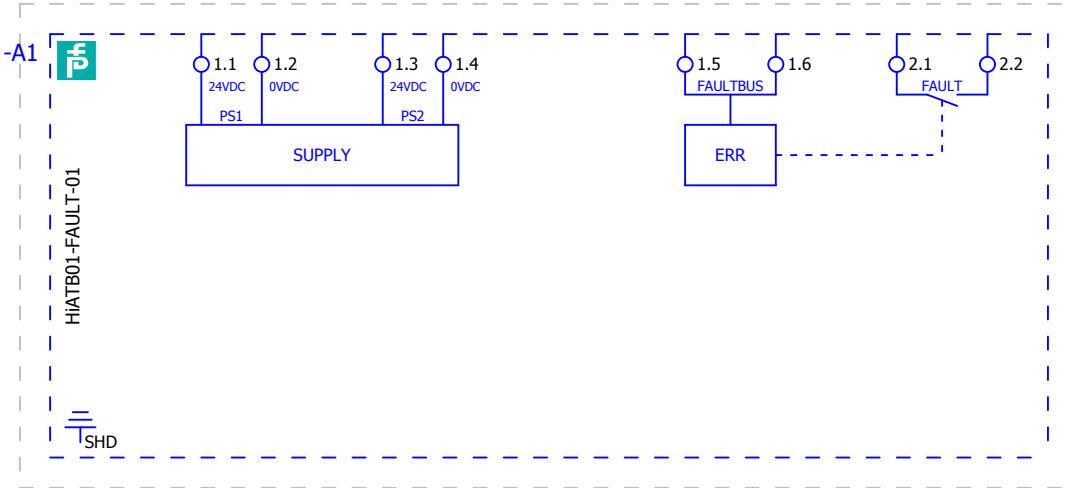 -A1
1.1 1.2 1.3 1.4 1.5 1.6 2.1 2.2
24VDC 0VDC 24VDC 0VDC FAULTBUS FAULT
PS1 PS2
SUPPLY ERR
HiATB01-FAULT-01
SHD